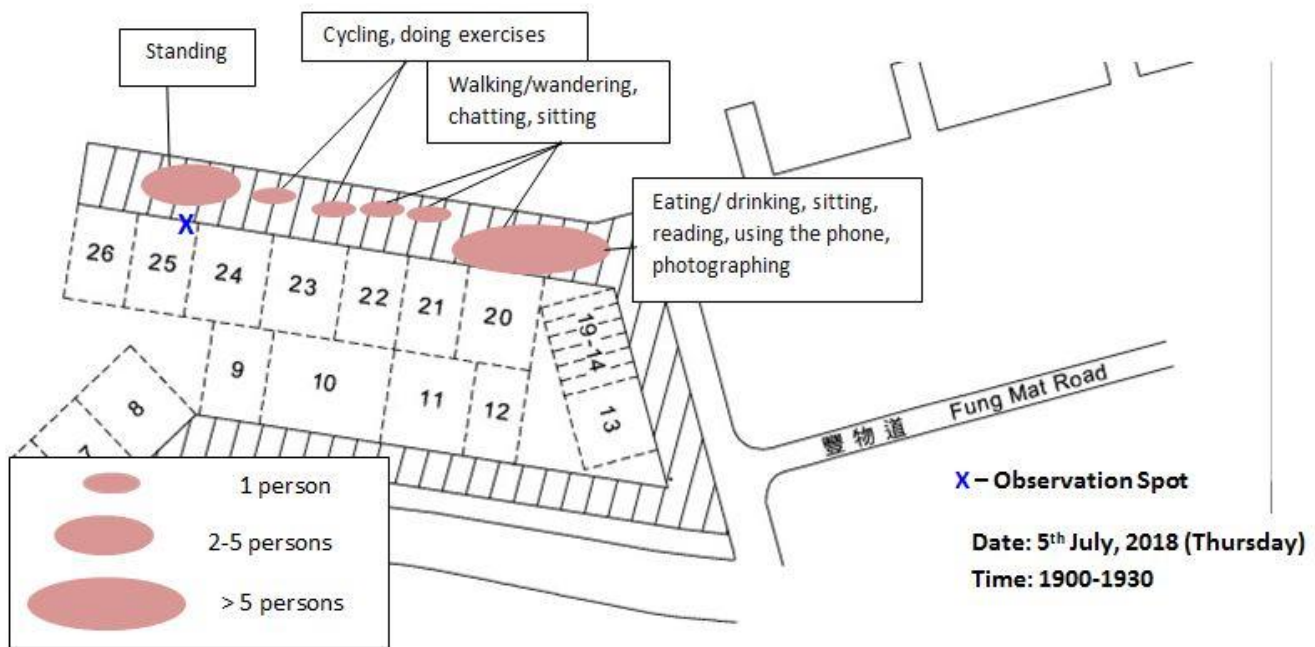 Standing
Cycling, doing exercises
Walking/wandering,
chatting, sitting
Eating/ drinking, sitting,
reading, using the phone,
photographing
X
26
25
24
23
22
21
20
19-14
13
9
10
11
12
8
7
豐物道 Fung Mat Road
1 person
2-5 persons
> 5 persons
X – Observation Spot
Date: 5th July, 2018 (Thursday)
Time: 1900-1930